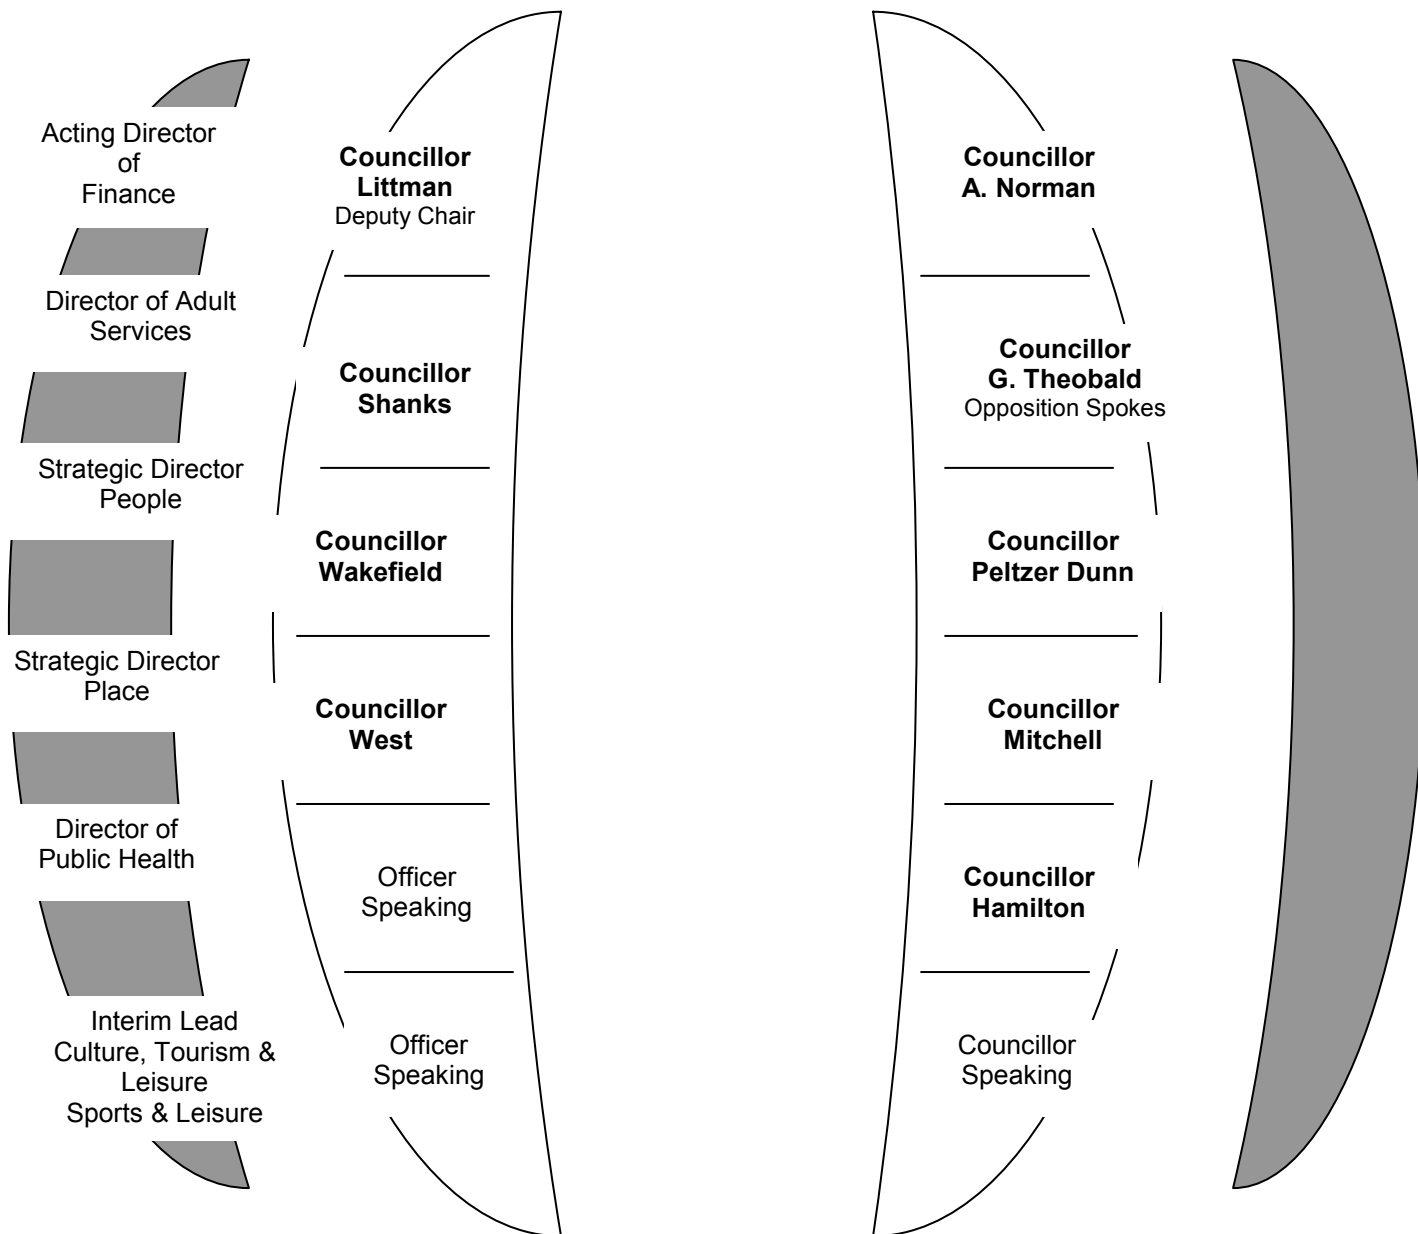 Acting Director
of
Finance
Director of Adult
Services
Strategic Director
People
Strategic Director
Place
Director of
Public Health
Interim Lead
Culture, Tourism &
Leisure
Sports & Leisure
Councillor
Littman
Deputy Chair
Councillor
Shanks
Councillor
Wakefield
Councillor
West
Officer
Speaking
Officer
Speaking
Councillor
A. Norman
Councillor
G. Theobald
Opposition Spokes
Councillor
Peltzer Dunn
Councillor
Mitchell
Councillor
Hamilton
Councillor
Speaking